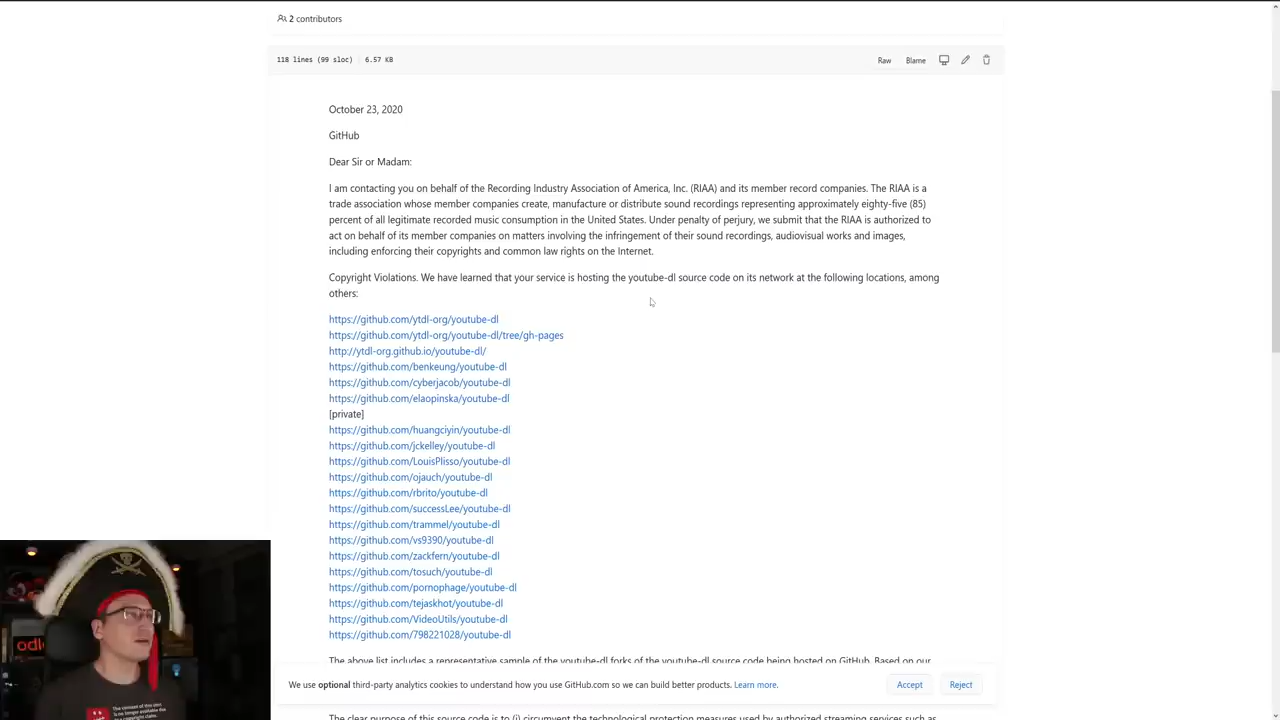 2 contributors
118 lines (99 sloc) | 6.57 KB
Raw Blame
October 23, 2020
GitHub
Dear Sir or Madam:
I am contacting you on behalf of the Recording Industry Association of America, Inc. (RIAA) and its member record companies. The RIAA is a
trade association whose member companies create, manufacture or distribute sound recordings representing approximately eighty-five (85)
percent of all legitimate recorded music consumption in the United States. Under penalty of perjury, we submit that the RIAA is authorized to
act on behalf of its member companies on matters involving the infringement of their sound recordings, audiovisual works and images,
including enforcing their copyrights and common law rights on the Internet.
Copyright Violations. We have learned that your service is hosting the youtube-dl source code on its network at the following locations, among
others:
https://github.com/ytdl-org/youtube-dl
https://github.com/ytdl-org/youtube-dl/tree/gh-pages
http://ytdl-org.github.io/youtube-dl/
https://github.com/benkeung/youtube-dl
https://github.com/cyberjacob/youtube-dl
https://github.com/elaopinska/youtube-dl
[private]
https://github.com/huangciyin/youtube-dl
https://github.com/jckelley/youtube-dl
https://github.com/LouisPlisso/youtube-dl
https://github.com/ojauch/youtube-dl
https://github.com/rbrito/youtube-dl
https://github.com/successLee/youtube-dl
https://github.com/trammel/youtube-dl
https://github.com/vs9390/youtube-dl
https://github.com/zackfern/youtube-dl
https://github.com/tosuch/youtube-dl
https://github.com/pornophage/youtube-dl
https://github.com/tejaskhot/youtube-dl
https://github.com/VideoUtils/youtube-dl
https://github.com/798221028/youtube-dl
The above list includes a representative sample of the youtube-dl forks of the youtube-dl source code being hosted on GitHub. Based on our
We use optional third-party analytics cookies to understand how you use GitHub.com so we can build better products. Learn more.
Accept Reject
The clear purpose of this source code is to (i) circumvent the technological protection measures used by authorized streaming services such as